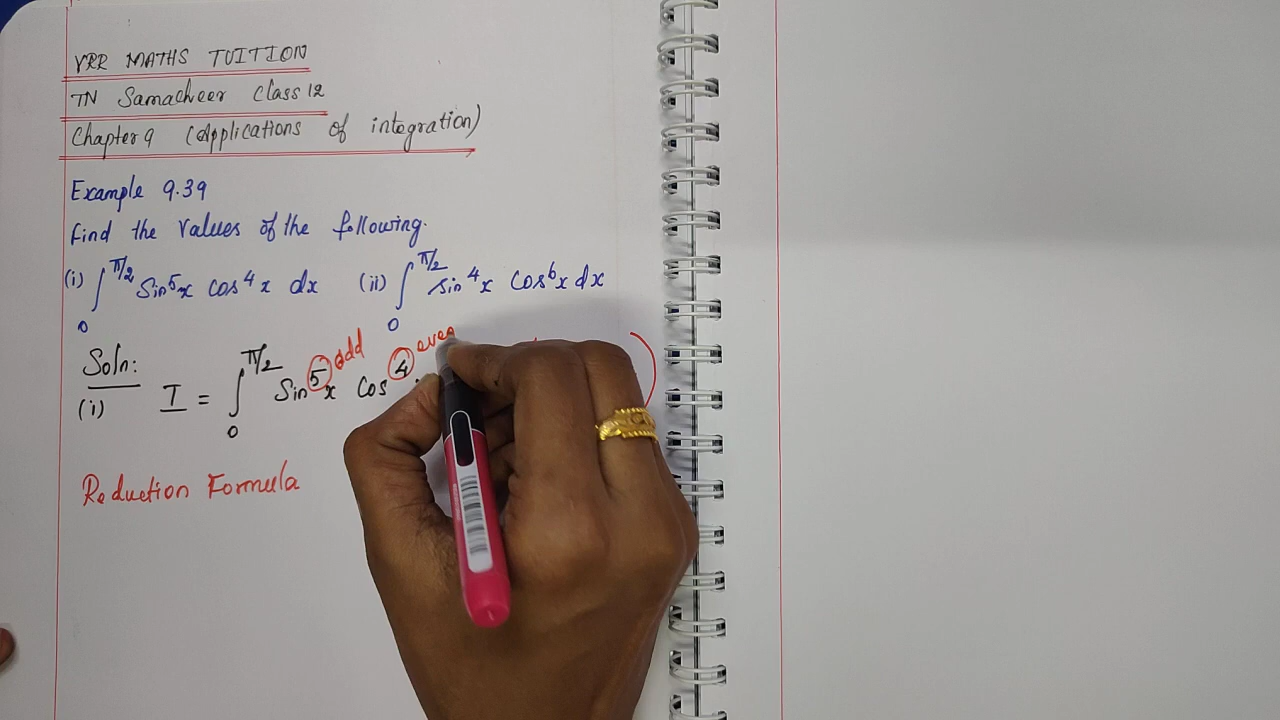 VRR MATHS TUITION
TN Samacheer Class 12
Chapter 9 (Applications of integration)
Example 9.39
Find the values of the following.
(i) ∫₀^π/2 Sin⁵x cos⁴x dx (ii) ∫₀^π/2 sin⁴x Cos⁶x dx
Soln:
(i) I = ∫₀^π/2 Sin⁵x Cos⁴ odd even
Reduction Formula